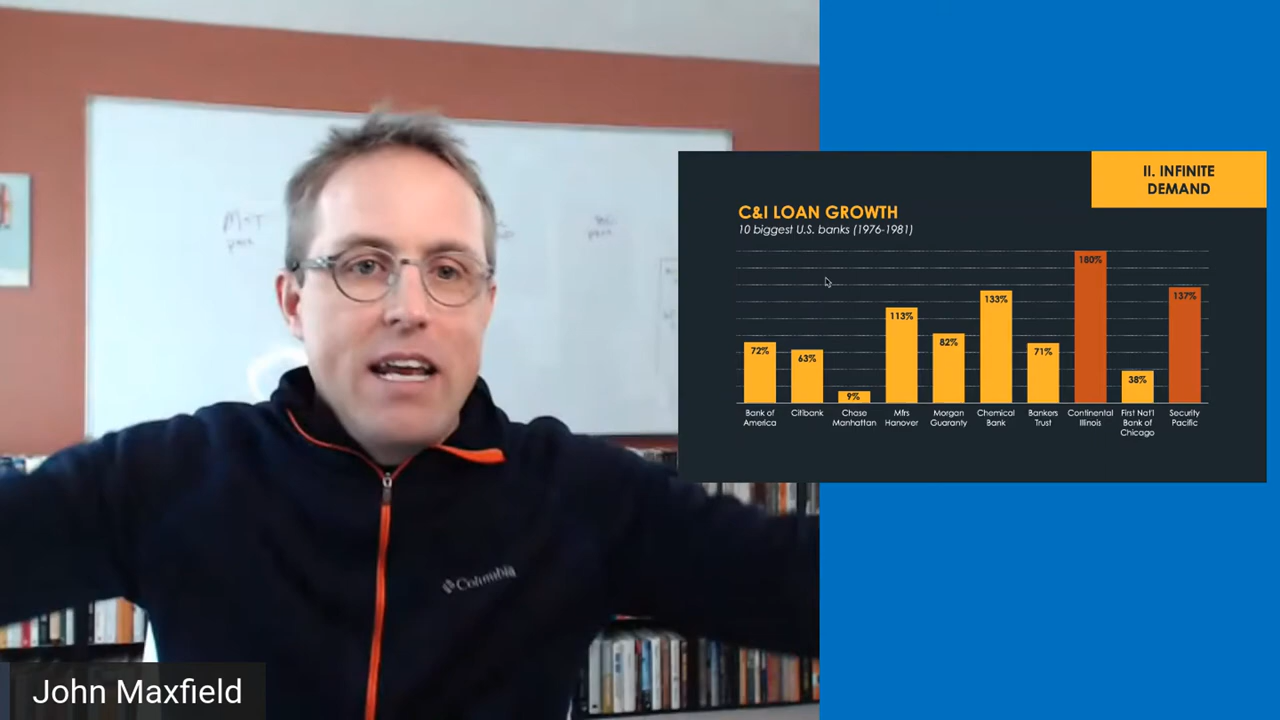 M&T
II. INFINITE
DEMAND
C&I LOAN GROWTH
10 biggest U.S. banks (1976-1981)
72%
63%
9%
113%
82%
133%
71%
180%
38%
137%
Bank of
America
Citibank
Chase
Manhattan
Mfrs
Hanover
Morgan
Guaranty
Chemical
Bank
Bankers
Trust
Continental
Illinois
First Nat'l
Bank of
Chicago
Security
Pacific
Columbia
John Maxfield